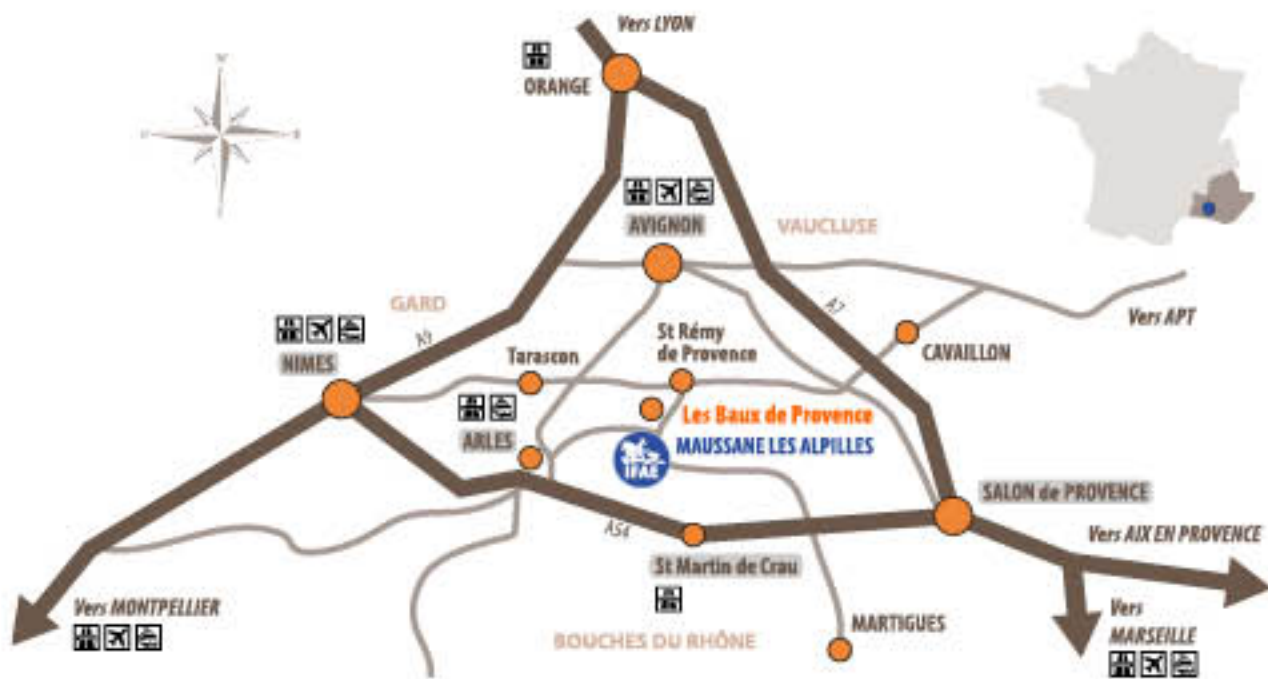 Vers LYON
ORANGE
AVIGNON
VAUCLUSE
GARD
A9
A7
Vers APT
NIMES
Tarascon
St Rémy
de Provence
CAVAILLON
ARLES
Les Baux de Provence
MAUSSANE LES ALPILLES
IFAE
SALON de PROVENCE
A54
St Martin de Crau
Vers AIX EN PROVENCE
Vers MONTPELLIER
BOUCHES DU RHÔNE
MARTIGUES
Vers
MARSEILLE